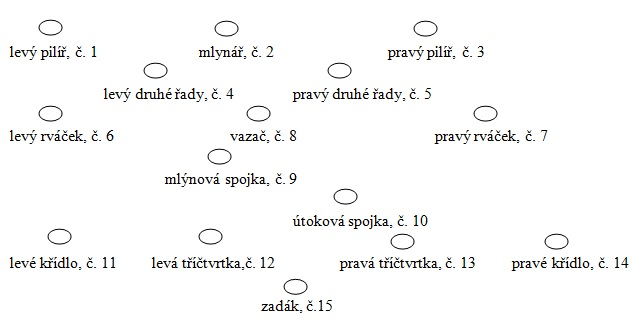 levý pilíř, č. 1 mlynář, č. 2 pravý pilíř, č. 3
levý druhé řady, č. 4 pravý druhé řady, č. 5
levý rváček, č. 6 vazač, č. 8 pravý rváček, č. 7
mlýnová spojka, č. 9
útoková spojka, č. 10
levé křídlo, č. 11 levá tříčtvrtka,č. 12 pravá tříčtvrtka, č. 13 pravé křídlo, č. 14
zadák, č.15